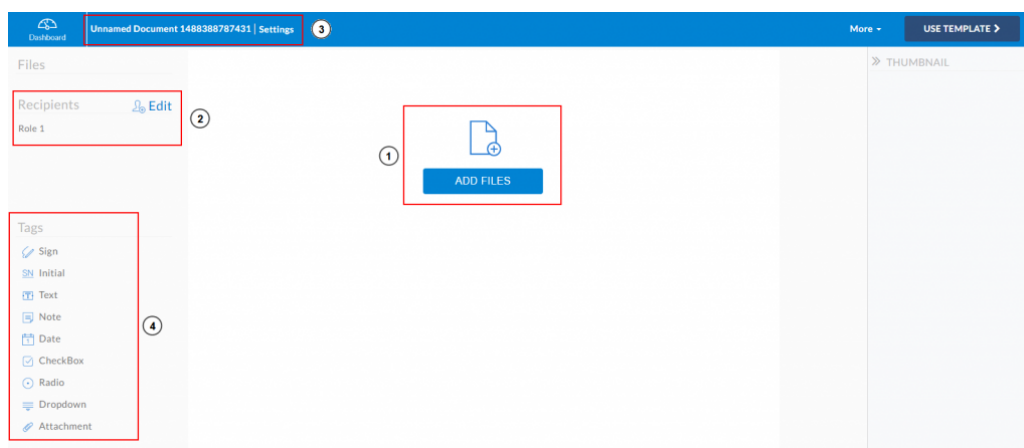 Dashboard
Unnamed Document 1488388787431 | Settings
3
More
USE TEMPLATE
Files
THUMBNAIL
Recipients
Edit
2
Role 1
1
ADD FILES
Tags
Sign
SN Initial
T Text
Note
4
Date
CheckBox
Radio
Dropdown
Attachment